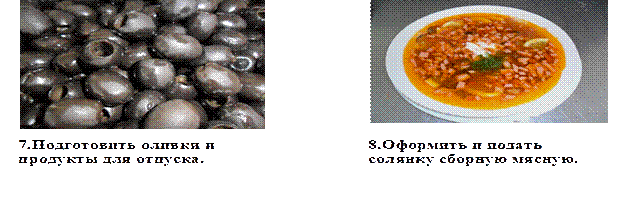 7.Подготовить оливки и
продукты для отпуска.
8.Оформить и подать
солянку сборную мясную.